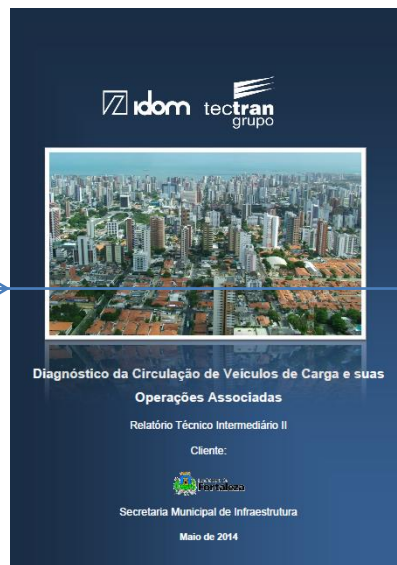 idom tectran
grupo
Diagnóstico da Circulação de Veículos de Carga e suas
Operações Associadas
Relatório Técnico Intermediário II
Cliente:
Fortaleza
Secretaria Municipal de Infraestrutura
Maio de 2014